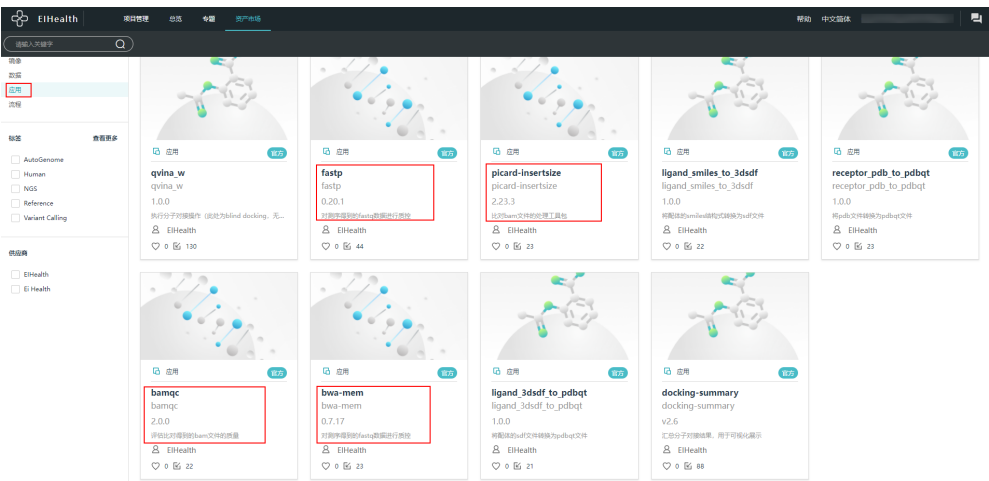 EIHealth
项目管理 总览 专题 资产市场
帮助 中文简体
请输入关键字
镜像
数据
应用
流程
标签 查看更多
AutoGenome
Human
NGS
Reference
Variant Calling
供应商
EIHealth
Ei Health
应用 官方
qvina_w
qvina_w
1.0.0
执行分子对接操作（此处为blind docking，无...
EIHealth
0 130
应用 官方
fastp
fastp
0.20.1
对测序得到的fastq数据进行质控
EIHealth
0 44
应用 官方
picard-insertsize
picard-insertsize
2.23.3
比对bam文件的处理工具包
EIHealth
0 23
应用 官方
ligand_smiles_to_3dsdf
ligand_smiles_to_3dsdf
1.0.0
将配体的smiles结构式转换为sdf文件
EIHealth
0 22
应用 官方
receptor_pdb_to_pdbqt
receptor_pdb_to_pdbqt
1.0.0
将pdb文件转换为pdbqt文件
EIHealth
0 23
应用 官方
bamqc
bamqc
2.0.0
评估比对得到的bam文件的质量
EIHealth
0 22
应用 官方
bwa-mem
bwa-mem
0.7.17
对测序得到的fastq数据进行质控
EIHealth
0 23
应用 官方
ligand_3dsdf_to_pdbqt
ligand_3dsdf_to_pdbqt
1.0.0
将配体的sdf文件转换为pdbqt文件
EIHealth
0 21
应用 官方
docking-summary
docking-summary
v2.6
汇总分子对接结果，用于可视化展示
EIHealth
0 88